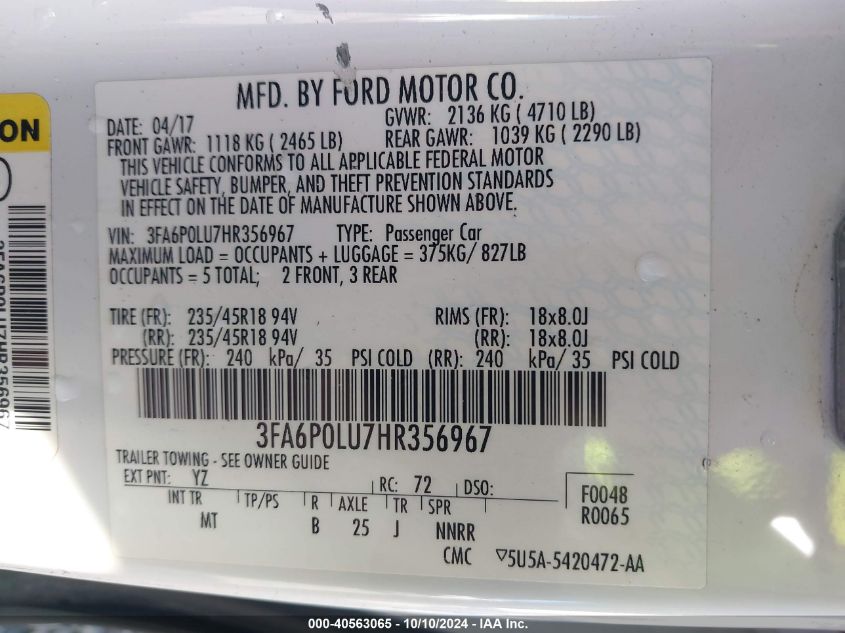 MFD. BY FORD MOTOR CO.
DATE: 04/17
GVWR: 2136 KG ( 4710 LB)
FRONT GAWR: 1118 KG ( 2465 LB)
REAR GAWR: 1039 KG ( 2290 LB)
THIS VEHICLE CONFORMS TO ALL APPLICABLE FEDERAL MOTOR
VEHICLE SAFETY, BUMPER, AND THEFT PREVENTION STANDARDS
IN EFFECT ON THE DATE OF MANUFACTURE SHOWN ABOVE.
VIN: 3FA6P0LU7HR356967 TYPE: Passenger Car
MAXIMUM LOAD = OCCUPANTS + LUGGAGE = 375KG/ 827LB
OCCUPANTS = 5 TOTAL; 2 FRONT, 3 REAR
TIRE (FR): 235/45R18 94V RIMS (FR): 18x8.0J
(RR): 235/45R18 94V (RR): 18x8.0J
PRESSURE (FR): 240 kPa/ 35 PSI COLD (RR): 240 kPa/ 35 PSI COLD
3FA6P0LU7HR356967
TRAILER TOWING - SEE OWNER GUIDE
EXT PNT: YZ RC: 72 DSO:
F0048
R0065
INT TR TP/PS R AXLE TR SPR
MT B 25 J NNRR
CMC ▽5U5A-5420472-AA
ON
3FA6P0LU7HR356967
000-40563065 - 10/10/2024 - IAA Inc.